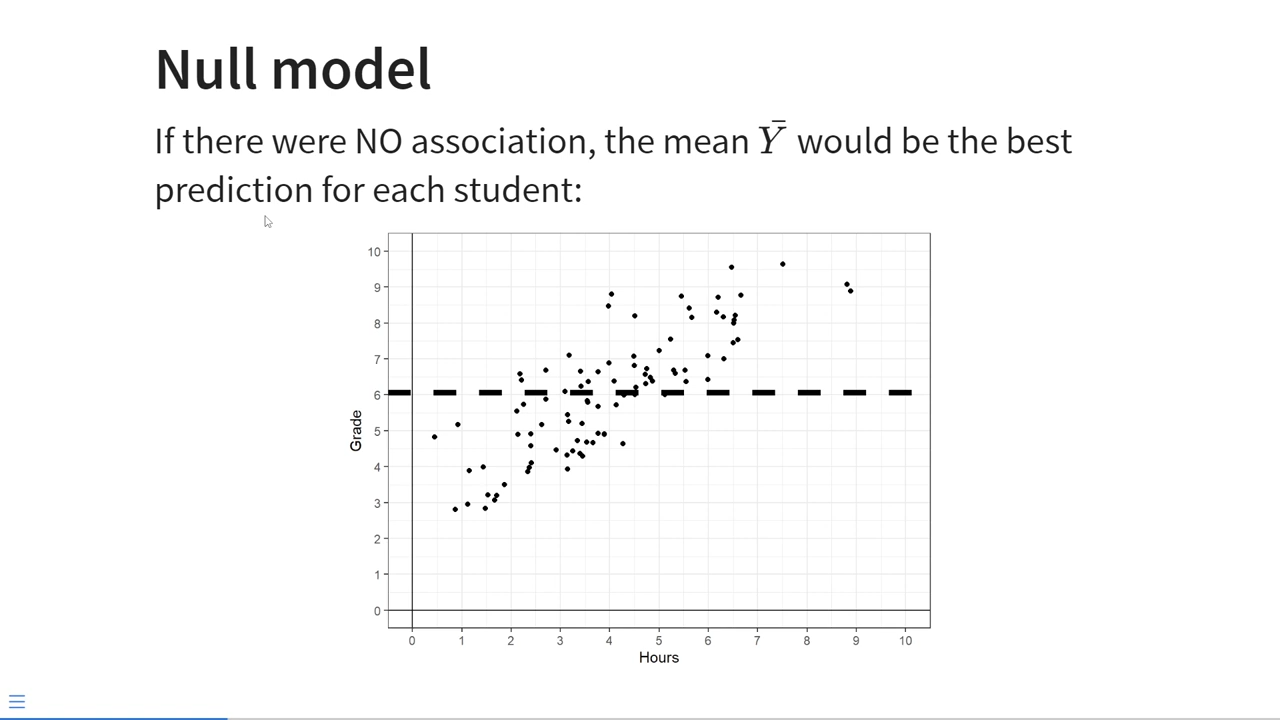 Null model
If there were NO association, the mean Ȳ would be the best
prediction for each student:
10
9
8
7
6
5
4
3
2
1
0
Grade
0 1 2 3 4 5 6 7 8 9 10
Hours